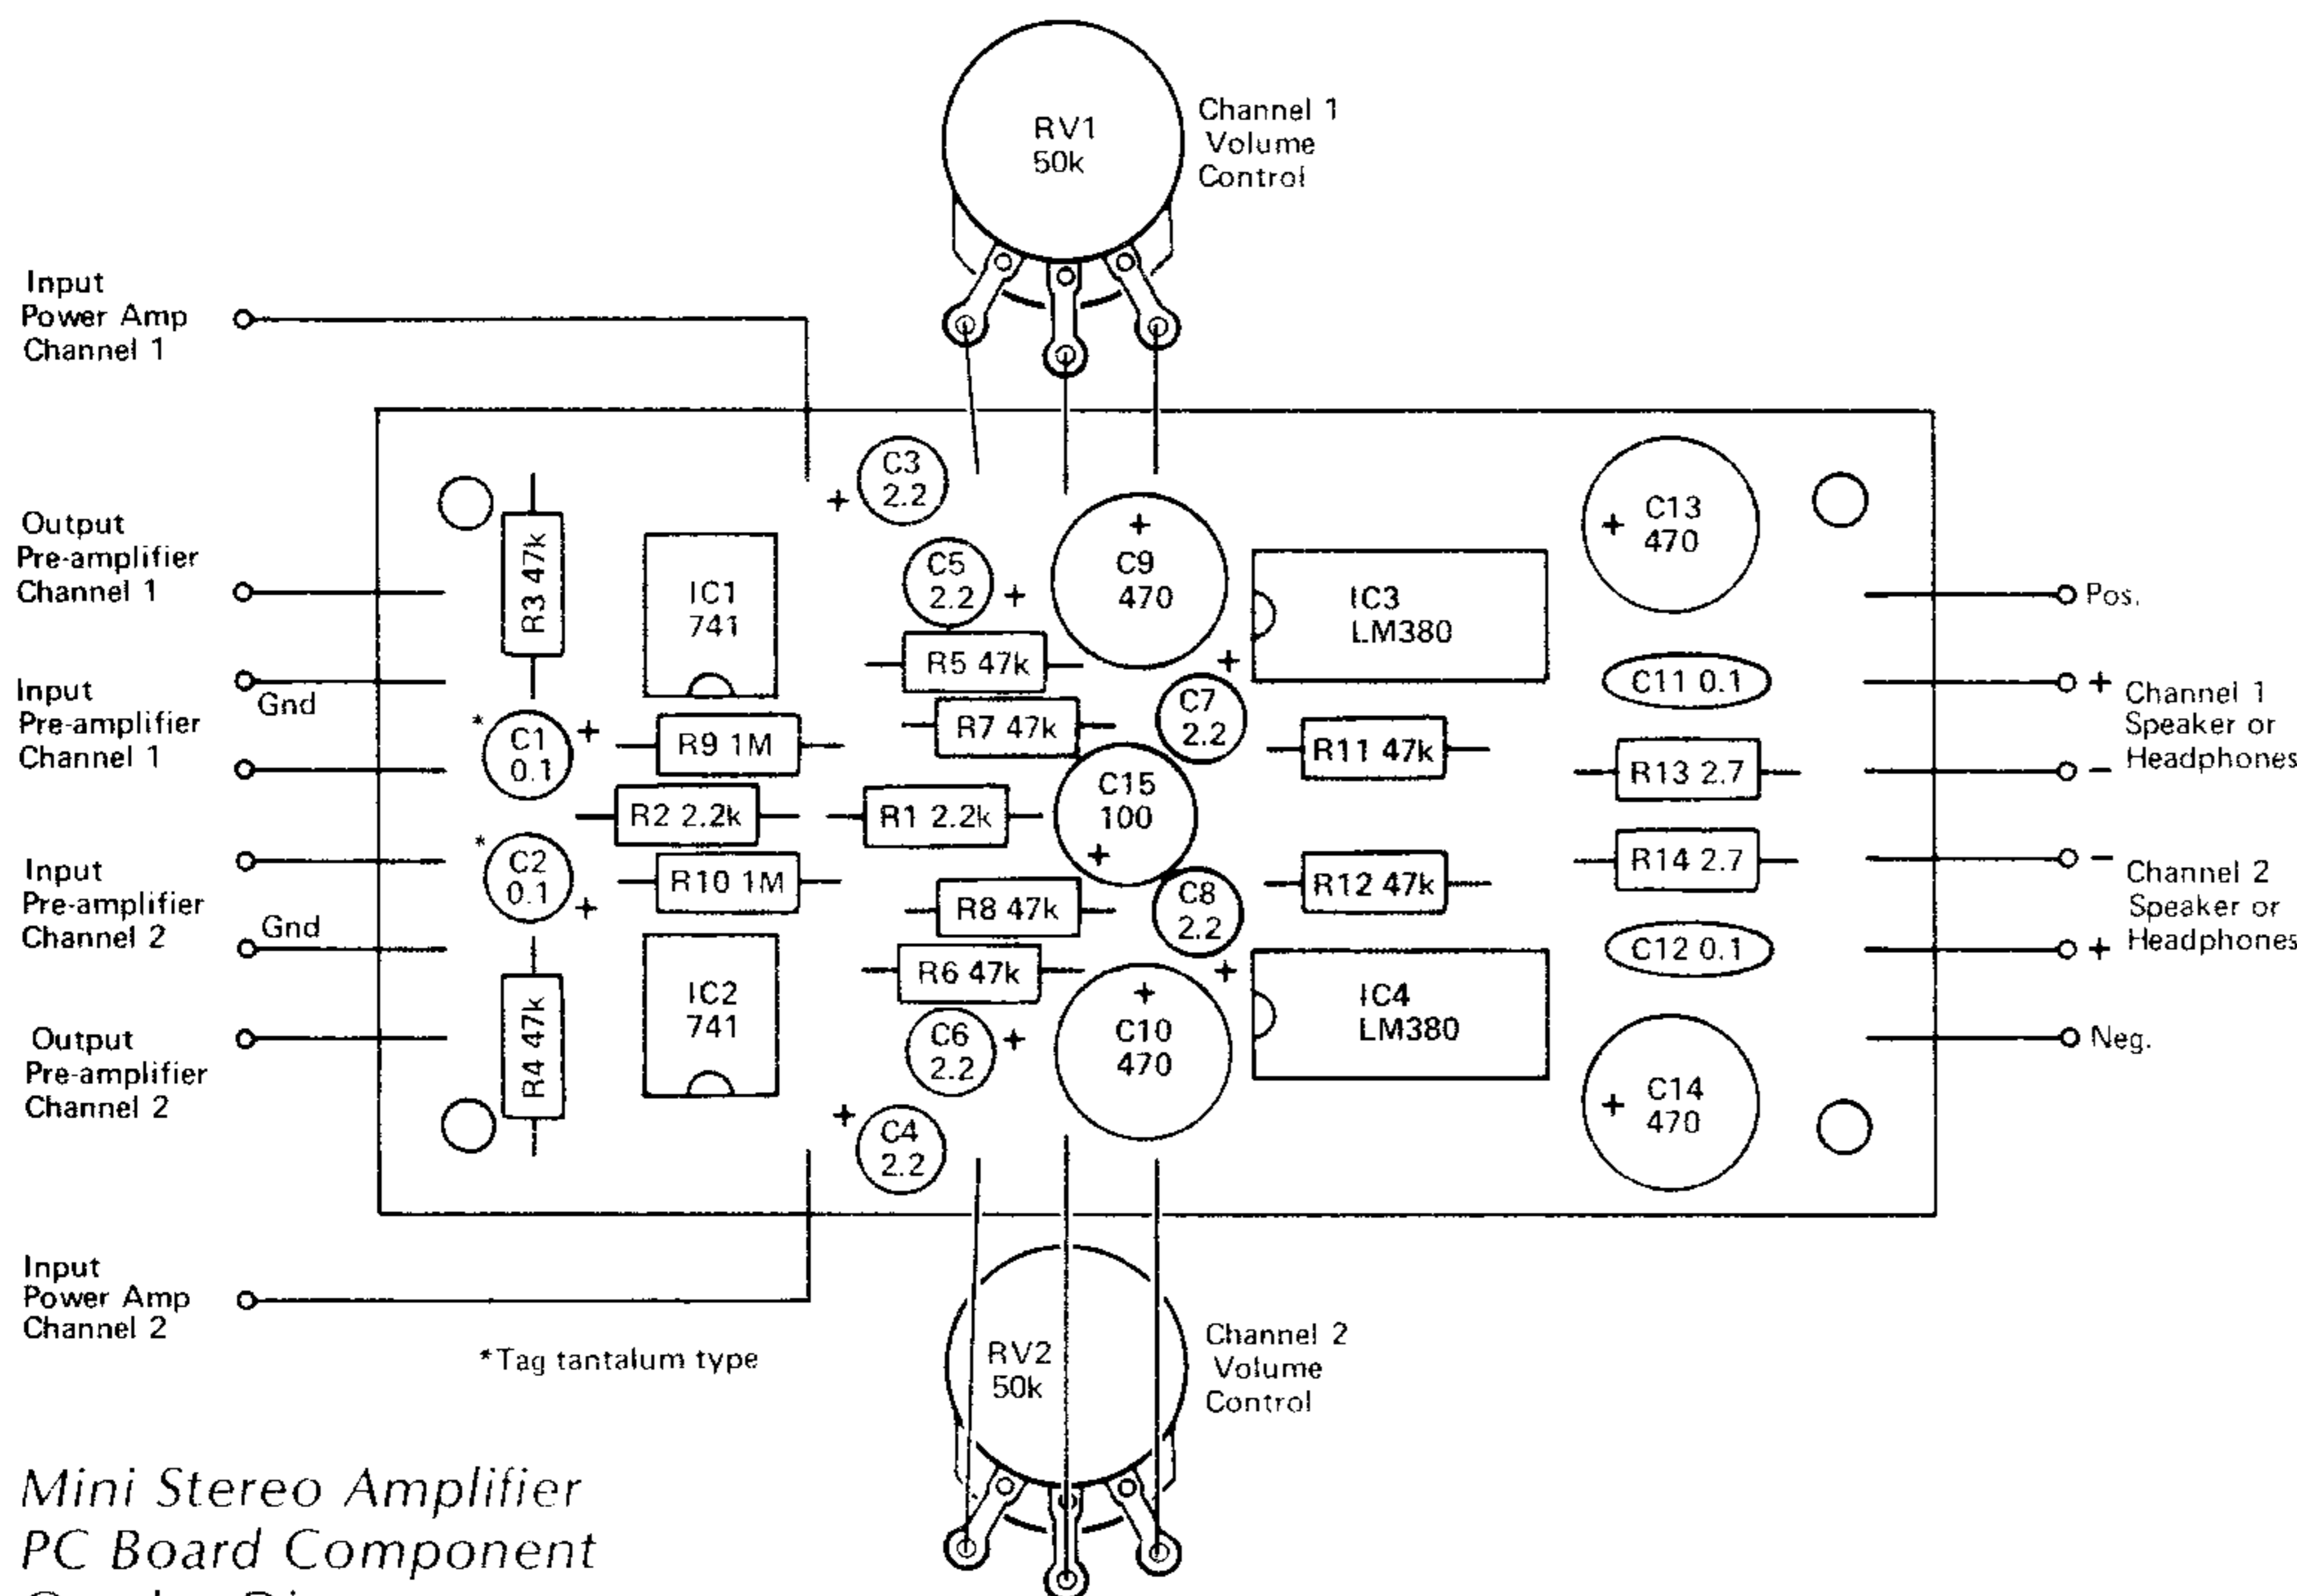 RV1
50k
Channel 1
Volume
Control
Input
Power Amp
Channel 1
Output
Pre-amplifier
Channel 1
Input
Pre-amplifier
Channel 1
Gnd
Input
Pre-amplifier
Channel 2
Gnd
Output
Pre-amplifier
Channel 2
Input
Power Amp
Channel 2
R3 47k
*
C1
0.1
+
*
C2
0.1
+
R4 47k
IC1
741
R9 1M
R2 2.2k
R10 1M
IC2
741
+
C3
2.2
C5
2.2
+
R5 47k
R7 47k
R1 2.2k
R8 47k
R6 47k
C6
2.2
+
+
C4
2.2
+
C9
470
+
C7
2.2
C15
100
+
C8
2.2
+
+
C10
470
IC3
LM380
R11 47k
R12 47k
IC4
LM380
+
C13
470
C11 0.1
R13 2.7
R14 2.7
C12 0.1
+
C14
470
Pos.
+
Channel 1
Speaker or
Headphones
−
−
Channel 2
Speaker or
Headphones
+
Neg.
*Tag tantalum type
RV2
50k
Channel 2
Volume
Control
Mini Stereo Amplifier
PC Board Component